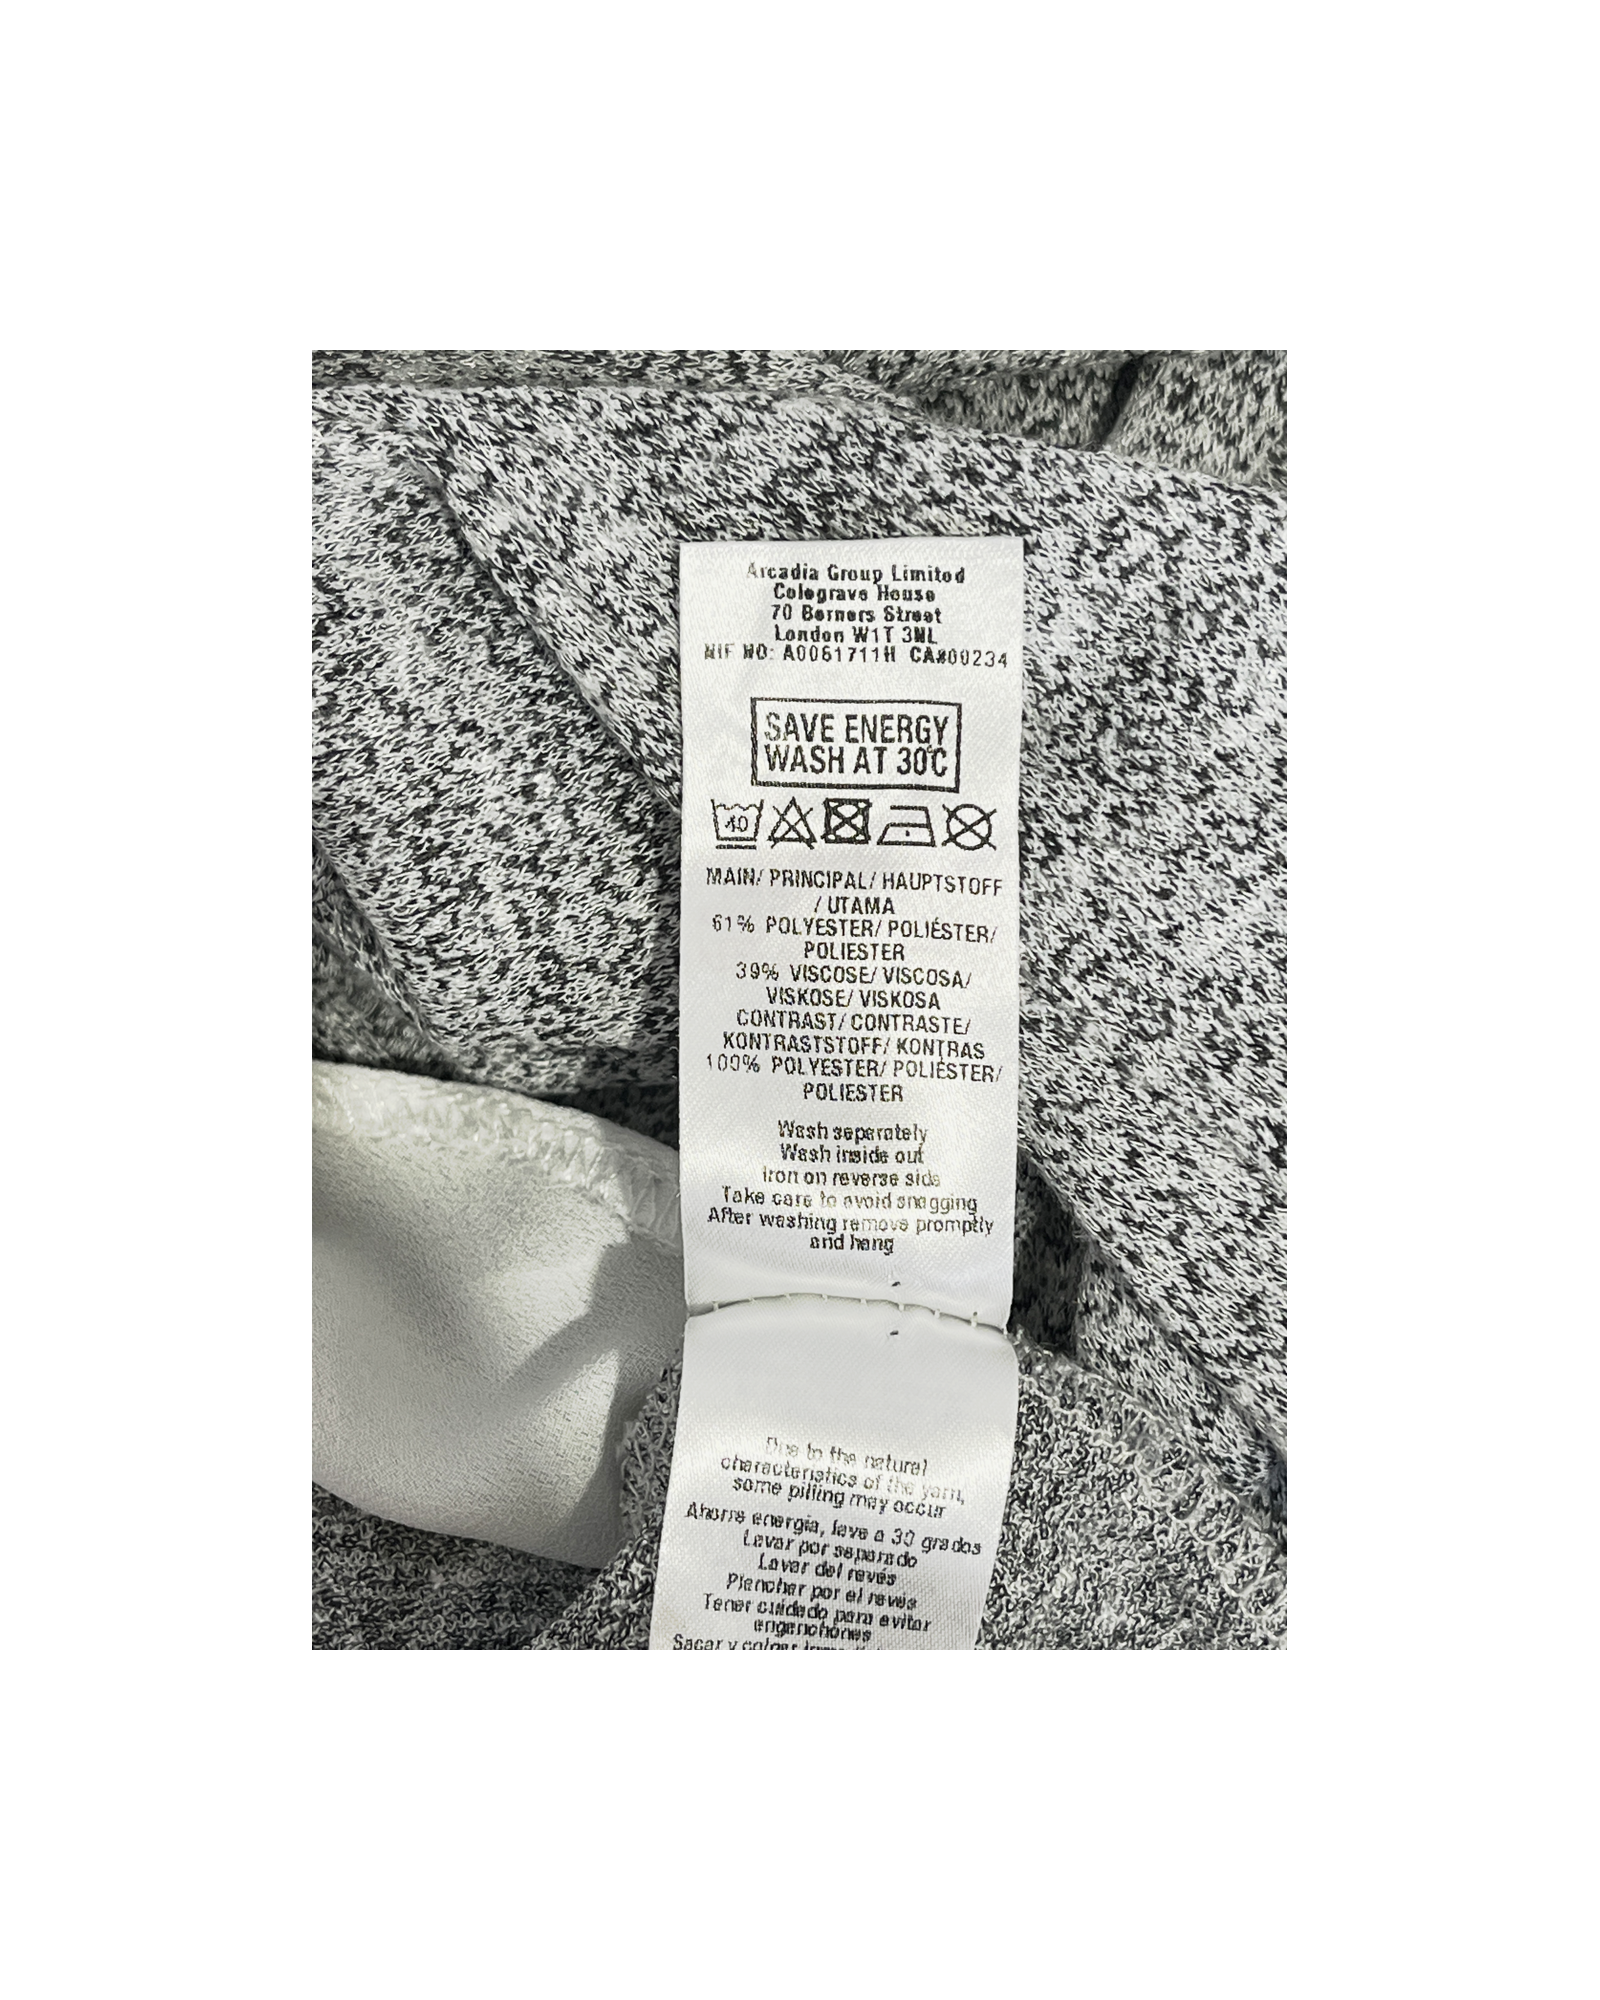 Arcadia Group Limited
Colegrave House
70 Berners Street
London W1T 3NL
NIF NO: A0061711H CA#00234
SAVE ENERGY
WASH AT 30°C
40
MAIN/ PRINCIPAL/ HAUPTSTOFF
/ UTAMA
61% POLYESTER/ POLIÉSTER/
POLIESTER
39% VISCOSE/ VISCOSA/
VISKOSE/ VISKOSA
CONTRAST/ CONTRASTE/
KONTRASTSTOFF/ KONTRAS
100% POLYESTER/ POLIÉSTER/
POLIESTER
Wash separately
Wash inside out
Iron on reverse side
Take care to avoid snagging
After washing remove promptly
and hang
Due to the natural
characteristics of the yarn,
some pilling may occur
Ahorre energía, lave a 30 grados
Lavar por separado
Lavar del revés
Planchar por el revés
Tener cuidado para evitar
enganchones
Sacar y colgar